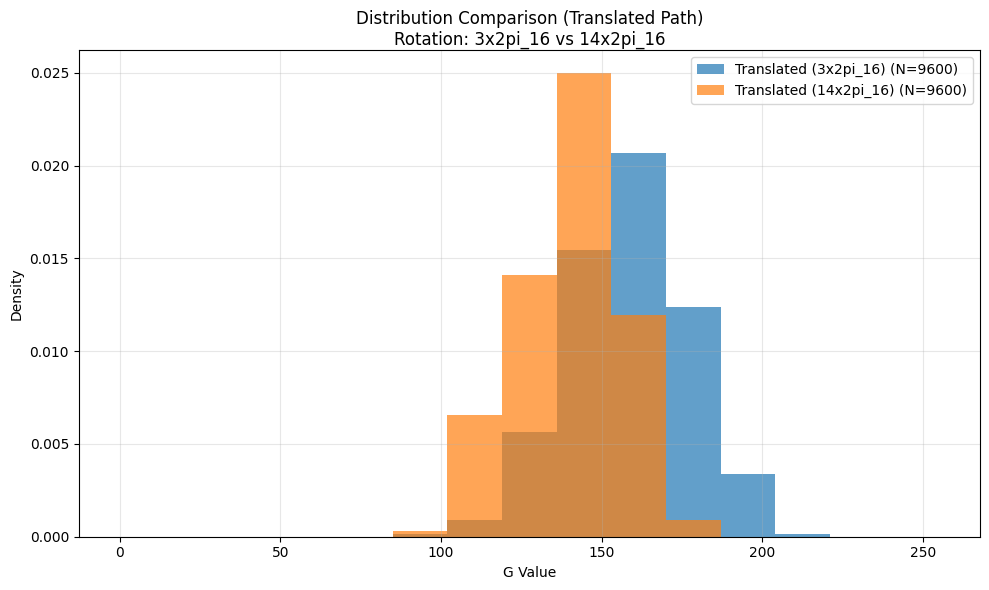 Distribution Comparison (Translated Path)
Rotation: 3x2pi_16 vs 14x2pi_16
Translated (3x2pi_16) (N=9600)
Translated (14x2pi_16) (N=9600)
0.025
0.020
0.015
0.010
0.005
0.000
Density
0 50 100 150 200 250
G Value